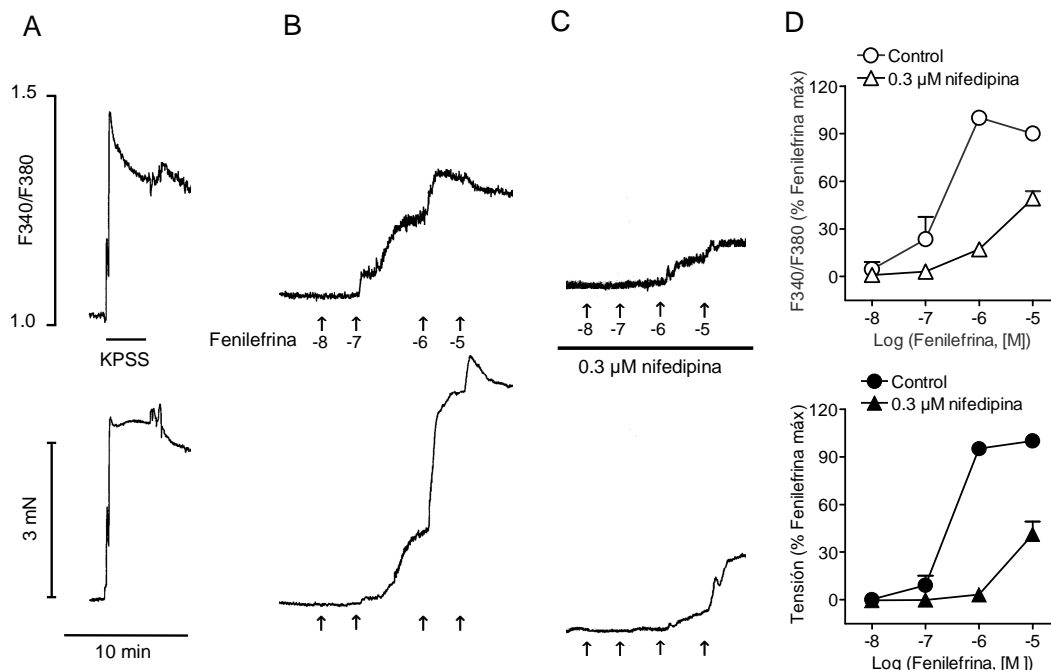 A
1.5
F340/F380
1.0
KPSS
3 mN
10 min
B
Fenilefrina
-8 -7 -6 -5
C
-8 -7 -6 -5
0.3 µM nifedipina
D
Control
0.3 µM nifedipina
F340/F380 (% Fenilefrina máx)
120
90
60
30
0
-8 -7 -6 -5
Log (Fenilefrina, [M])
Control
0.3 µM nifedipina
Tensión (% Fenilefrina máx)
120
90
60
30
0
-8 -7 -6 -5
Log (Fenilefrina, [M ])